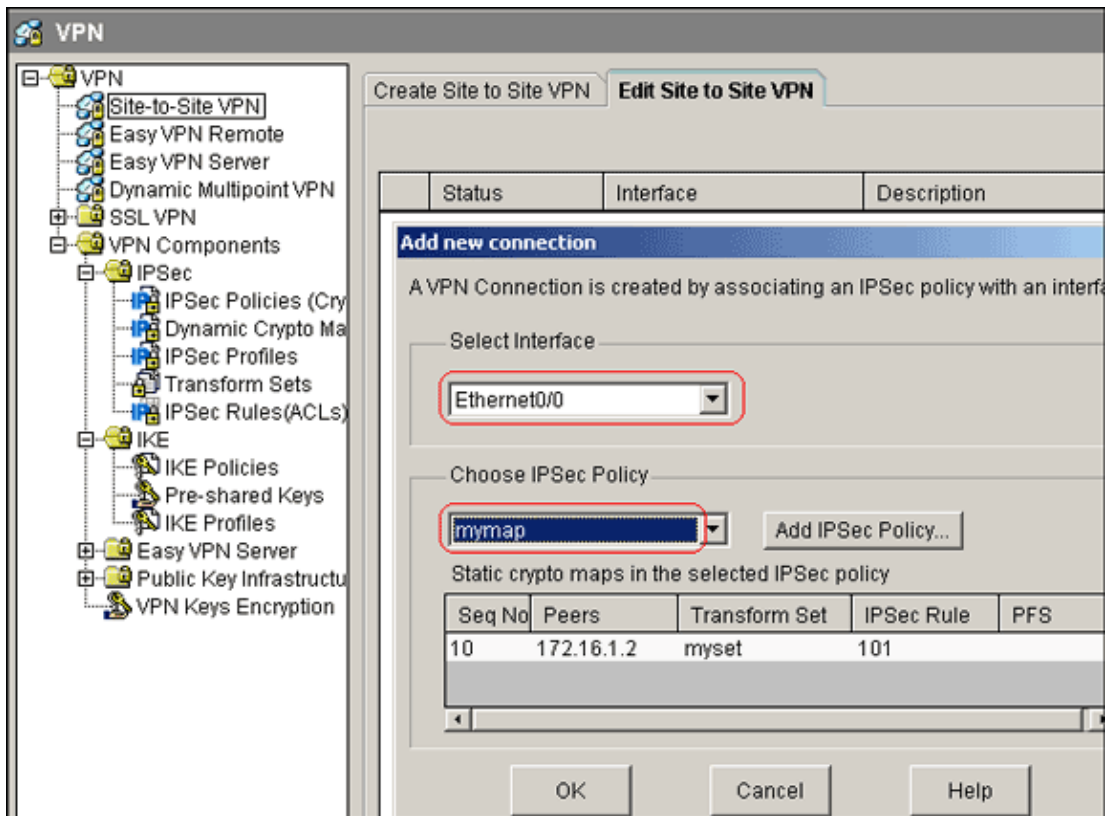 VPN
VPN
Site-to-Site VPN
Easy VPN Remote
Easy VPN Server
Dynamic Multipoint VPN
SSL VPN
VPN Components
IPSec
IPSec Policies (Cry
Dynamic Crypto Ma
IPSec Profiles
Transform Sets
IPSec Rules(ACLs)
IKE
IKE Policies
Pre-shared Keys
IKE Profiles
Easy VPN Server
Public Key Infrastructu
VPN Keys Encryption
Create Site to Site VPN Edit Site to Site VPN
Status Interface Description
Add new connection
A VPN Connection is created by associating an IPSec policy with an interfa
Select Interface
Ethernet0/0
Choose IPSec Policy
mymap Add IPSec Policy...
Static crypto maps in the selected IPSec policy
Seq No Peers Transform Set IPSec Rule PFS
10 172.16.1.2 myset 101
OK Cancel Help